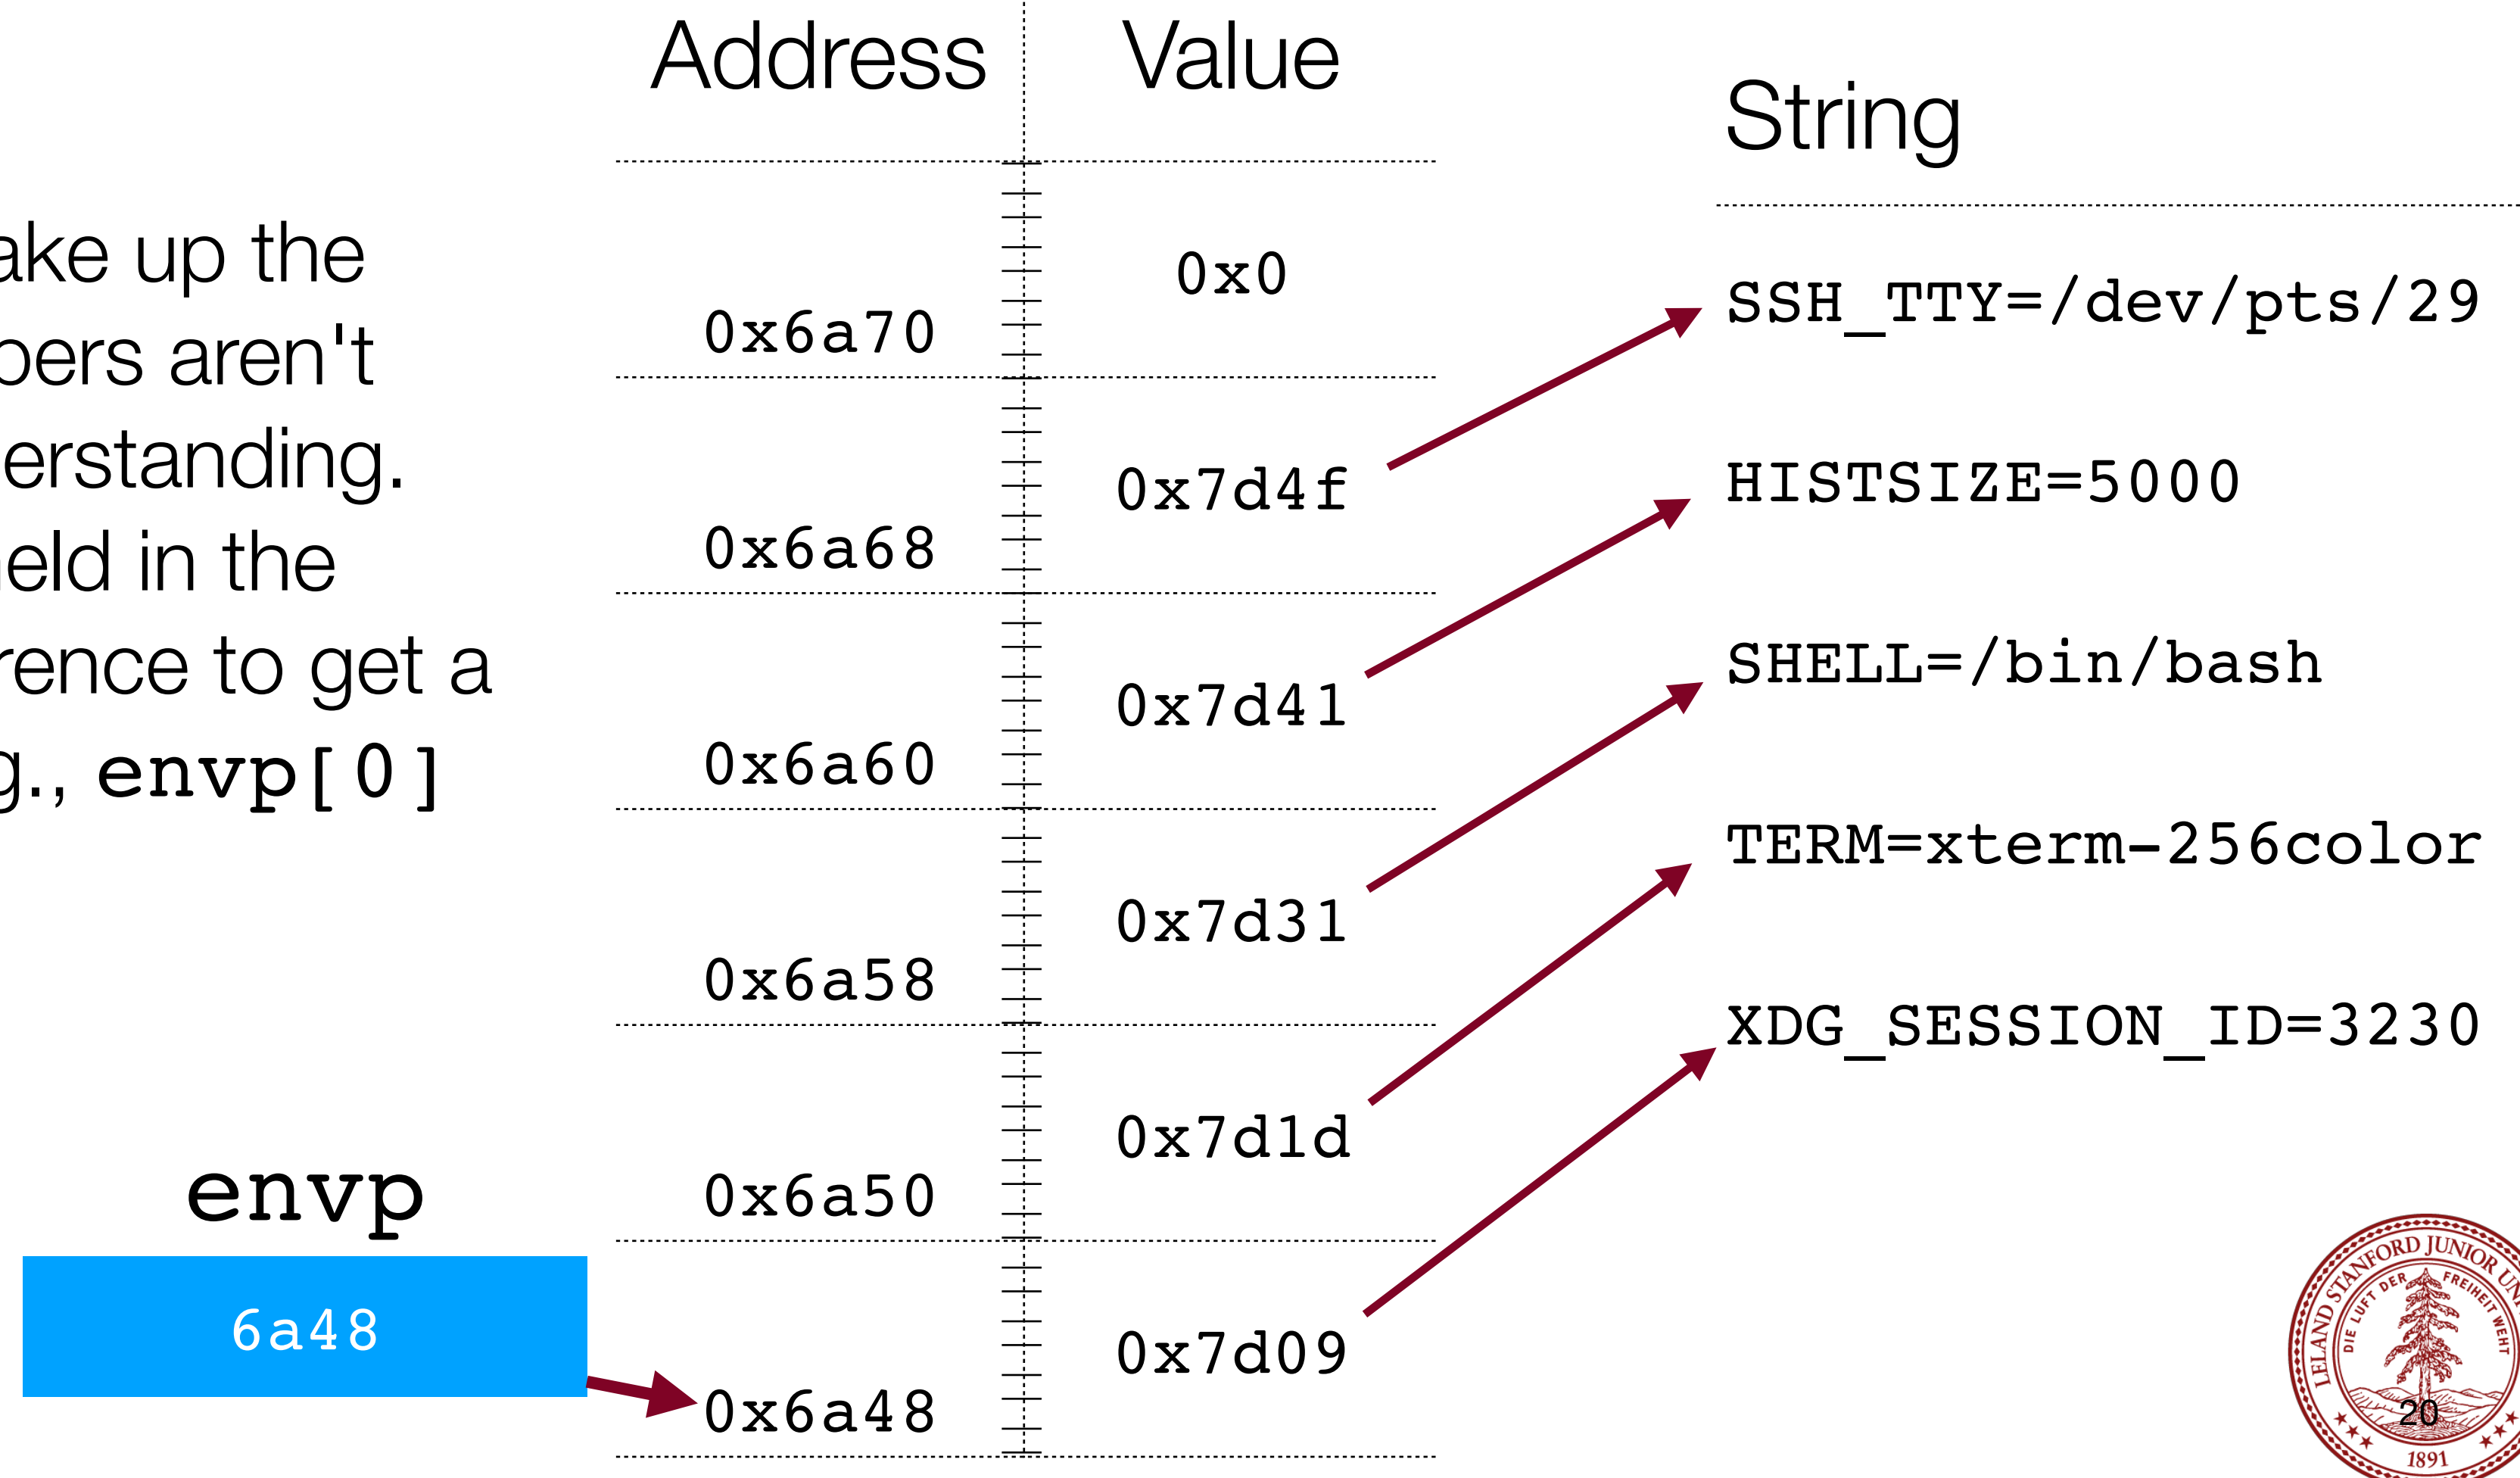 Address Value
String
ake up the
bers aren't
erstanding.
eld in the
rence to get a
g., envp[0]
0x0
0x6a70
0x7d4f
0x6a68
0x7d41
0x6a60
0x7d31
0x6a58
0x7d1d
0x6a50
0x7d09
0x6a48
SSH_TTY=/dev/pts/29
HISTSIZE=5000
SHELL=/bin/bash
TERM=xterm-256color
XDG_SESSION_ID=3230
envp
6a48
LELAND STANFORD JUNIOR UN
DIE LUFT DER FREIHEIT WEHT
20
1891